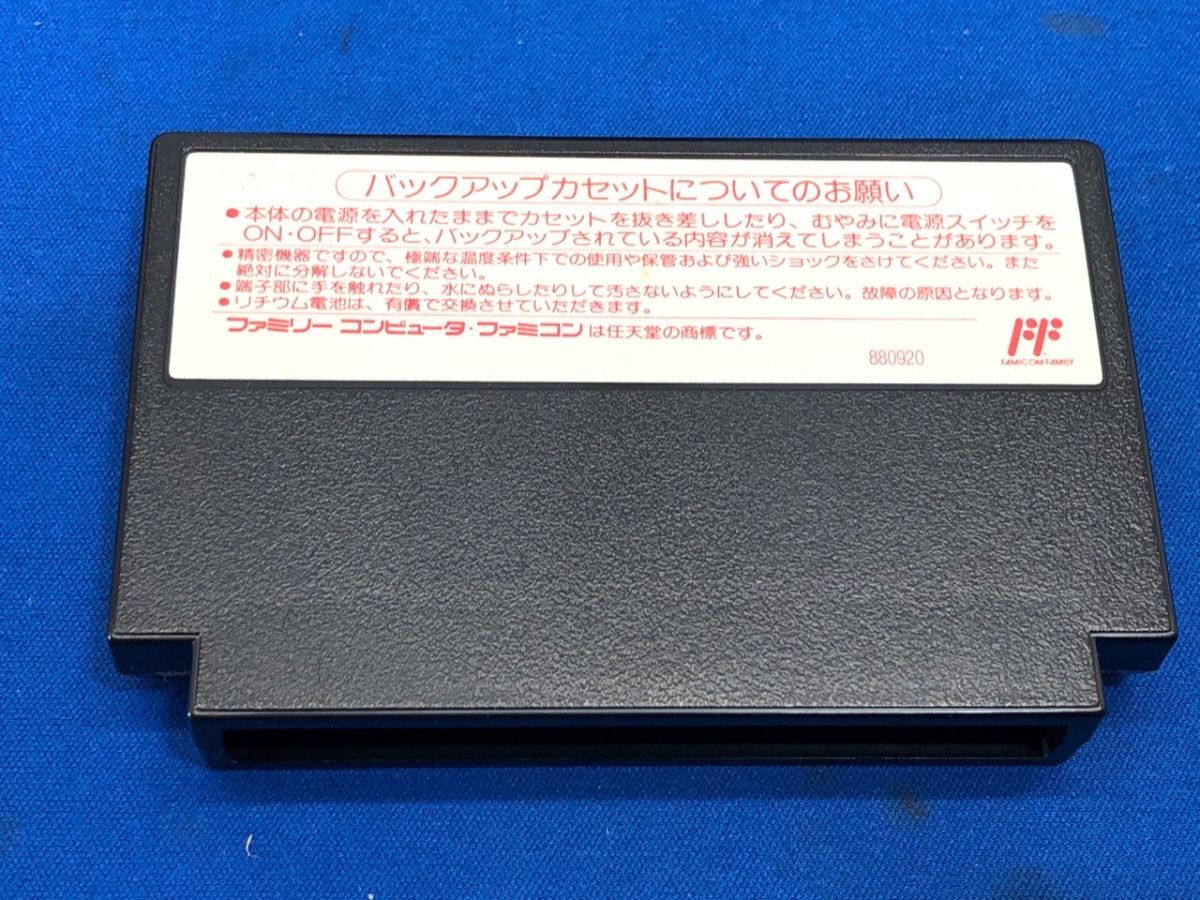 バックアップカセットについてのお願い
●本体の電源を入れたままでカセットを抜き差ししたり、むやみに電源スイッチを
ON・OFFすると、バックアップされている内容が消えてしまうことがあります。
●精密機器ですので、極端な温度条件下での使用や保管および強いショックをさけてください。また
絶対に分解しないでください。
●端子部に手を触れたり、水にぬらしたりして汚さないようにしてください。故障の原因となります。
●リチウム電池は、有償で交換させていただきます。
ファミリー コンピュータ・ファミコン は任天堂の商標です。
880920
FF
TM
FAMICOM FAMILY